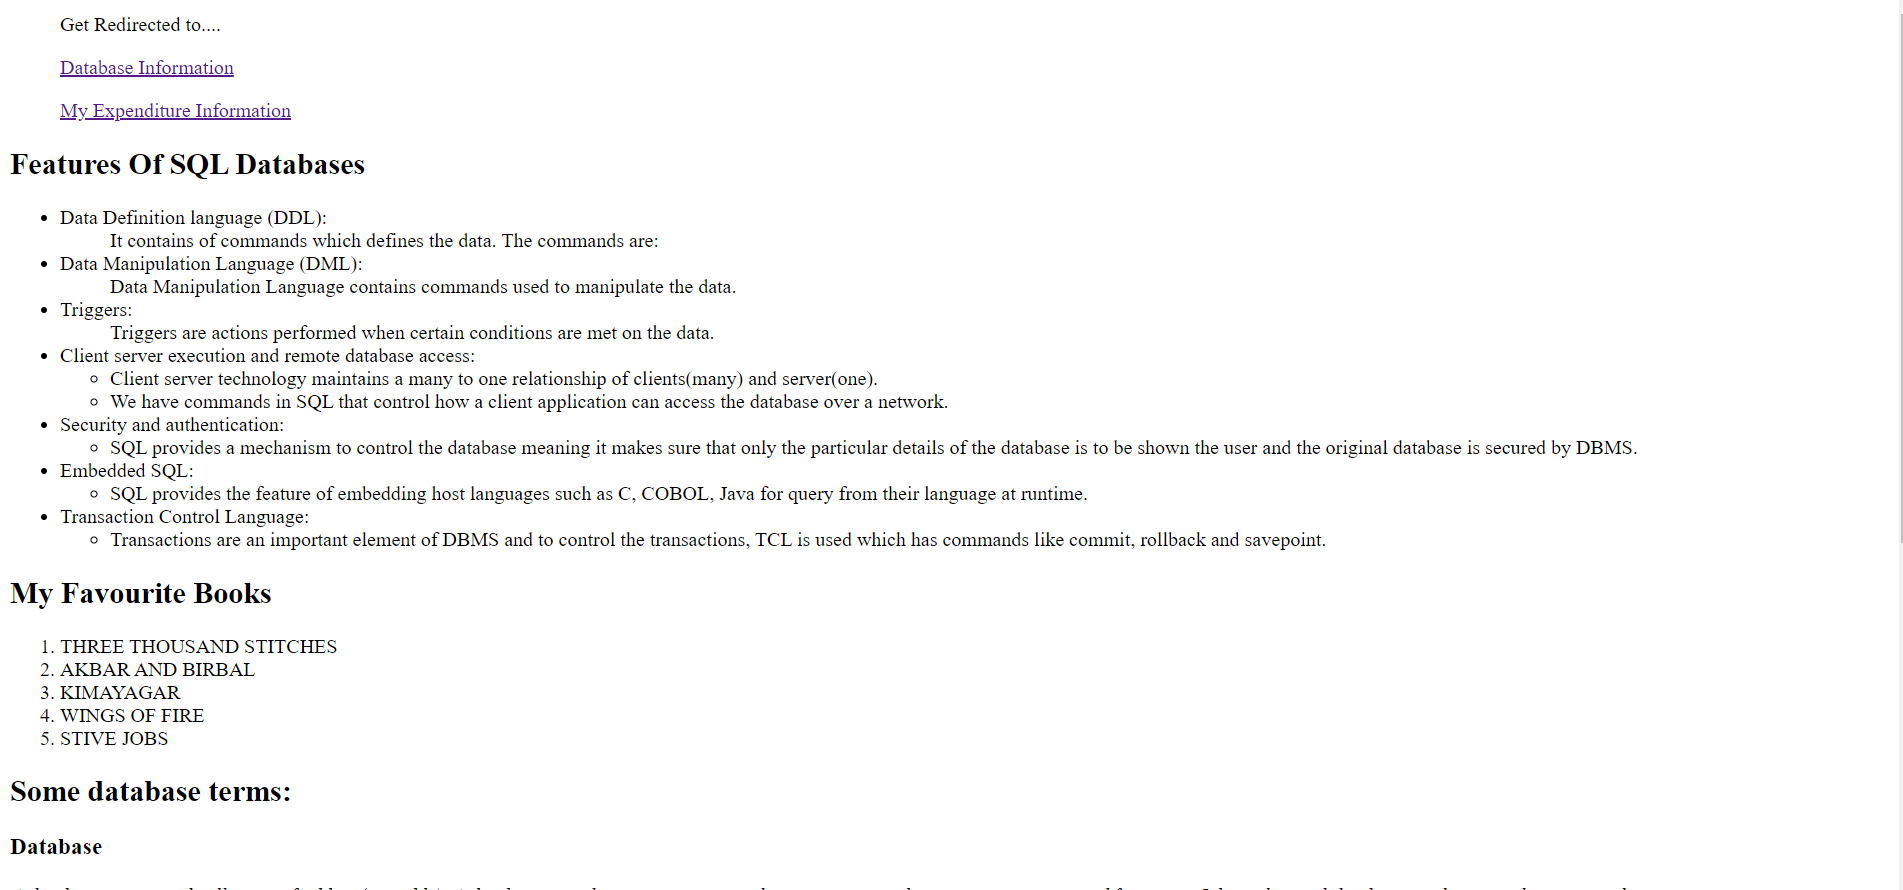 Get Redirected to....
Database Information
My Expenditure Information
Features Of SQL Databases
Data Definition language (DDL):
It contains of commands which defines the data. The commands are:
Data Manipulation Language (DML):
Data Manipulation Language contains commands used to manipulate the data.
Triggers:
Triggers are actions performed when certain conditions are met on the data.
Client server execution and remote database access:
Client server technology maintains a many to one relationship of clients(many) and server(one).
We have commands in SQL that control how a client application can access the database over a network.
Security and authentication:
SQL provides a mechanism to control the database meaning it makes sure that only the particular details of the database is to be shown the user and the original database is secured by DBMS.
Embedded SQL:
SQL provides the feature of embedding host languages such as C, COBOL, Java for query from their language at runtime.
Transaction Control Language:
Transactions are an important element of DBMS and to control the transactions, TCL is used which has commands like commit, rollback and savepoint.
My Favourite Books
1. THREE THOUSAND STITCHES
2. AKBAR AND BIRBAL
3. KIMAYAGAR
4. WINGS OF FIRE
5. STIVE JOBS
Some database terms:
Database